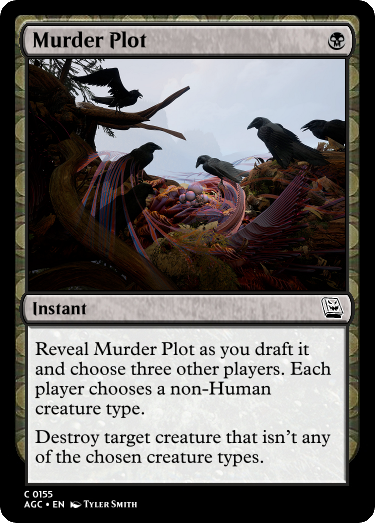 Murder Plot
Instant
Reveal Murder Plot as you draft it
and choose three other players. Each
player chooses a non-Human
creature type.
Destroy target creature that isn't any
of the chosen creature types.
C 0155
AGC • EN Tyler Smith